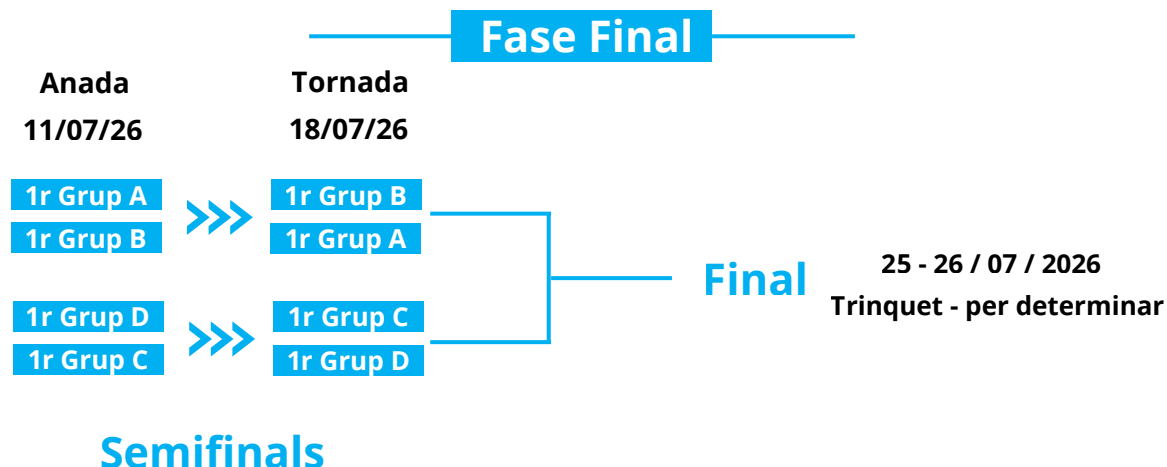 Fase Final
Anada
11/07/26
Tornada
18/07/26
1r Grup A
1r Grup B
1r Grup B
1r Grup A
1r Grup D
1r Grup C
1r Grup C
1r Grup D
Final
25 - 26 / 07 / 2026
Trinquet - per determinar
Semifinals